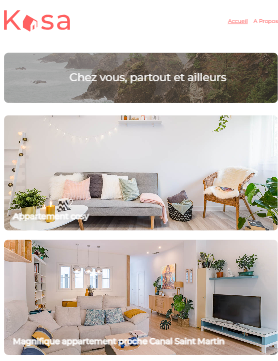 Kasa
Accueil A Propos
Chez vous, partout et ailleurs
Appartement cosy
Magnifique appartement proche Canal Saint Martin